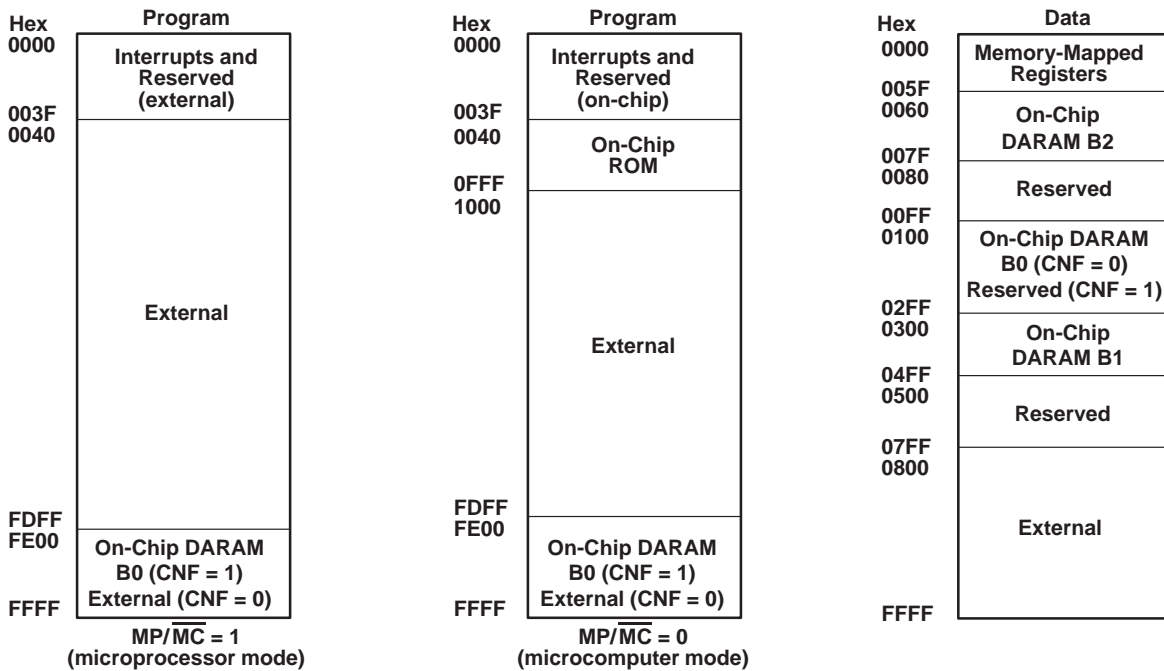 Hex
Program
0000
Interrupts and
Reserved
(external)
003F
0040
External
FDFF
FE00
On-Chip DARAM
B0 (CNF = 1)
External (CNF = 0)
FFFF
MP/MC = 1
(microprocessor mode)
Hex
Program
0000
Interrupts and
Reserved
(on-chip)
003F
0040
On-Chip
ROM
0FFF
1000
External
FDFF
FE00
On-Chip DARAM
B0 (CNF = 1)
External (CNF = 0)
FFFF
MP/MC = 0
(microcomputer mode)
Hex
Data
0000
Memory-Mapped
Registers
005F
0060
On-Chip
DARAM B2
007F
0080
Reserved
00FF
0100
On-Chip DARAM
B0 (CNF = 0)
Reserved (CNF = 1)
02FF
0300
On-Chip
DARAM B1
04FF
0500
Reserved
07FF
0800
External
FFFF